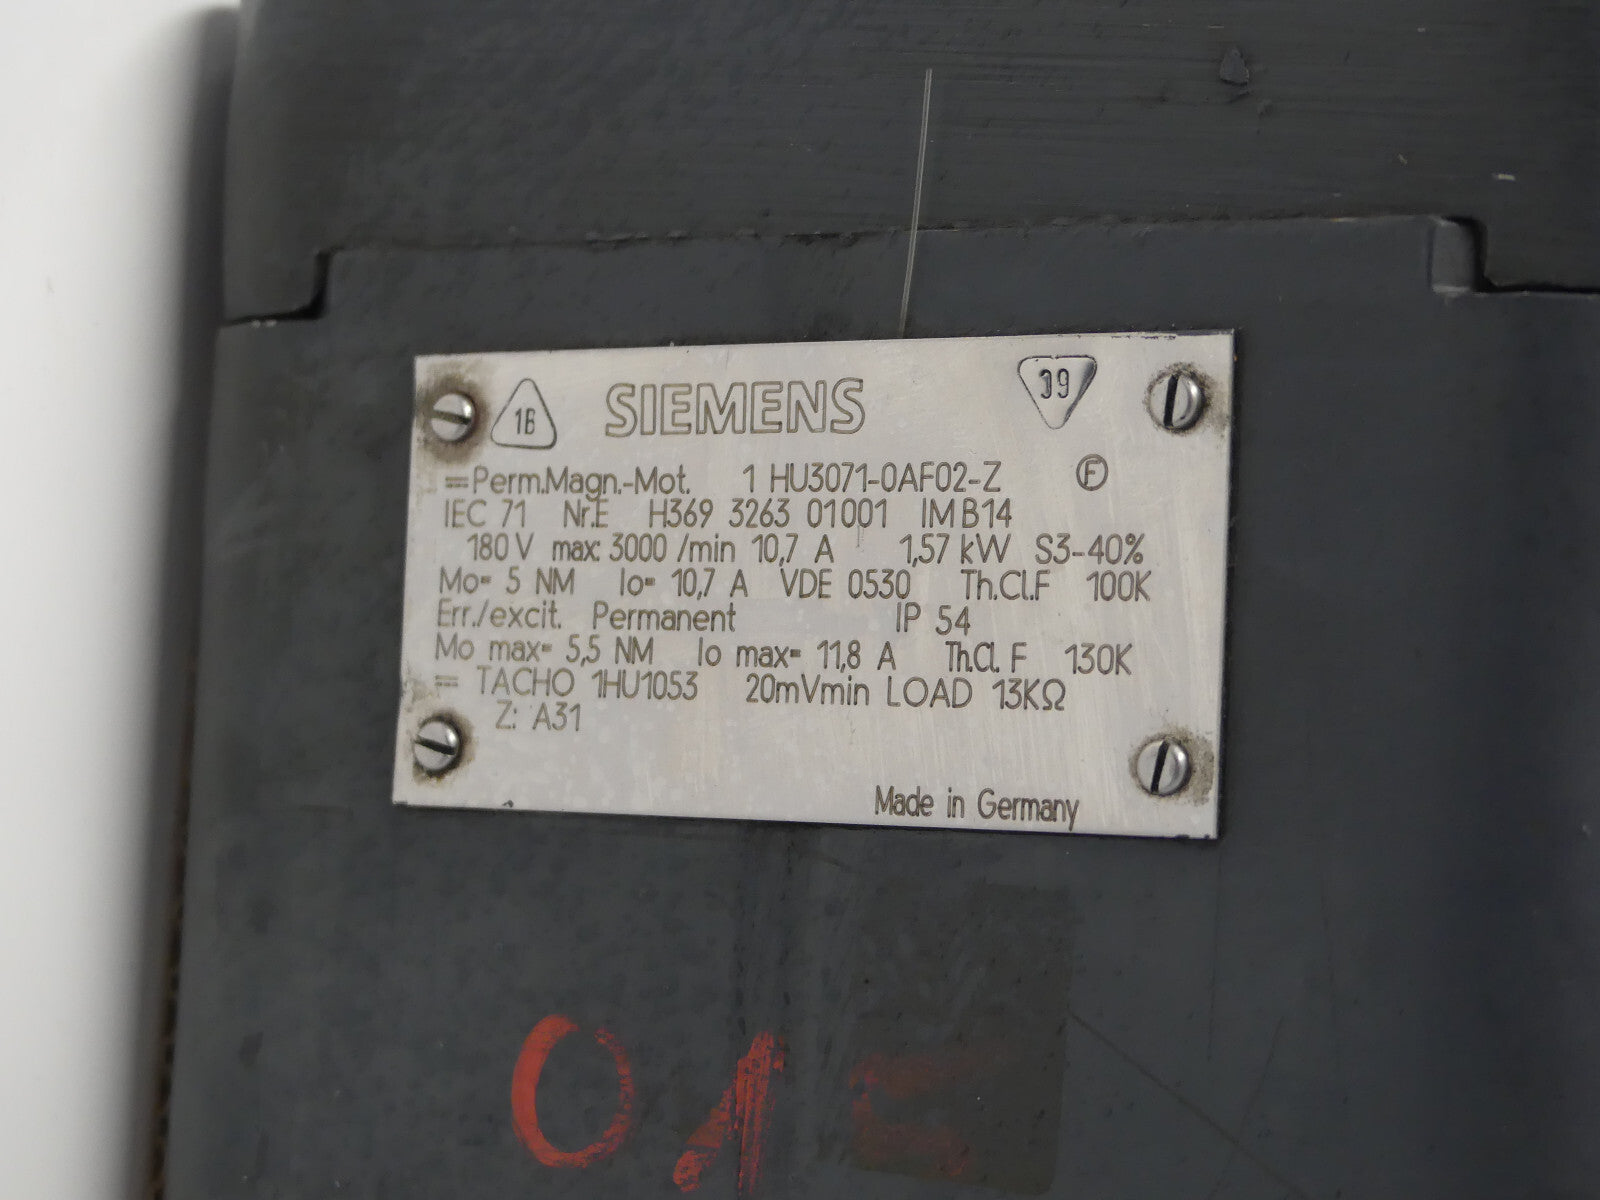 1B SIEMENS 39
⎓Perm.Magn.-Mot. 1 HU3071-0AF02-Z F
IEC 71 Nr.E H369 3263 01001 IM B14
180 V max: 3000 /min 10,7 A 1,57 kW S3-40%
Mo= 5 NM Io= 10,7 A VDE 0530 Th.Cl.F 100K
Err./excit. Permanent IP 54
Mo max= 5,5 NM Io max= 11,8 A Th.Cl. F 130K
⎓ TACHO 1HU1053 20mVmin LOAD 13KΩ
Z: A31
Made in Germany
01